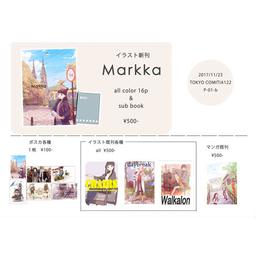 イラスト新刊
Markka
all color 16p
&
sub book
¥500-
2017/11/23
TOKYO COMITIA122
P-01-b
Markka
ポスカ各種
1枚 ¥100-
イラスト既刊各種
all ¥500-
マンガ既刊
¥500-
daybreak
Walkalon